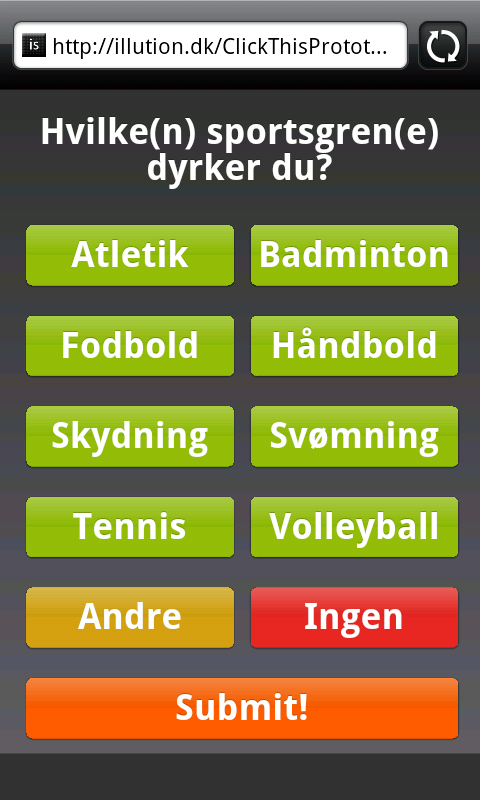 is http://illution.dk/ClickThisProtot...
Hvilke(n) sportsgren(e)
dyrker du?
Atletik Badminton
Fodbold Håndbold
Skydning Svømning
Tennis Volleyball
Andre Ingen
Submit!